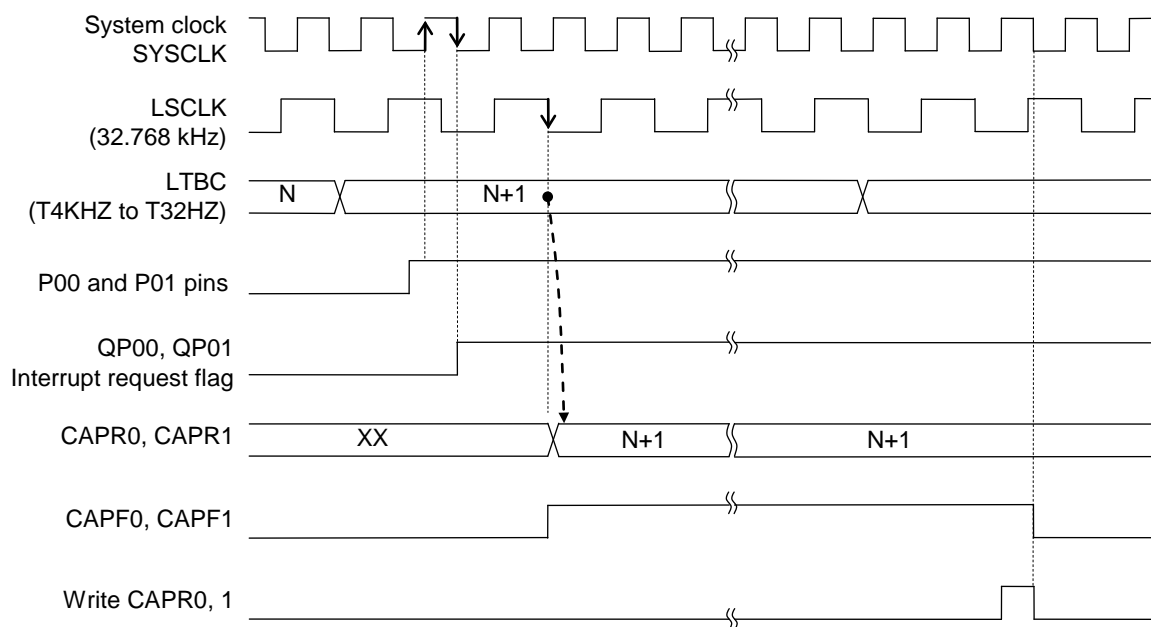 System clock
SYSCLK
LSCLK
(32.768 kHz)
LTBC
(T4KHZ to T32HZ)
N
N+1
P00 and P01 pins
QP00, QP01
Interrupt request flag
CAPR0, CAPR1
XX
N+1
N+1
CAPF0, CAPF1
Write CAPR0, 1